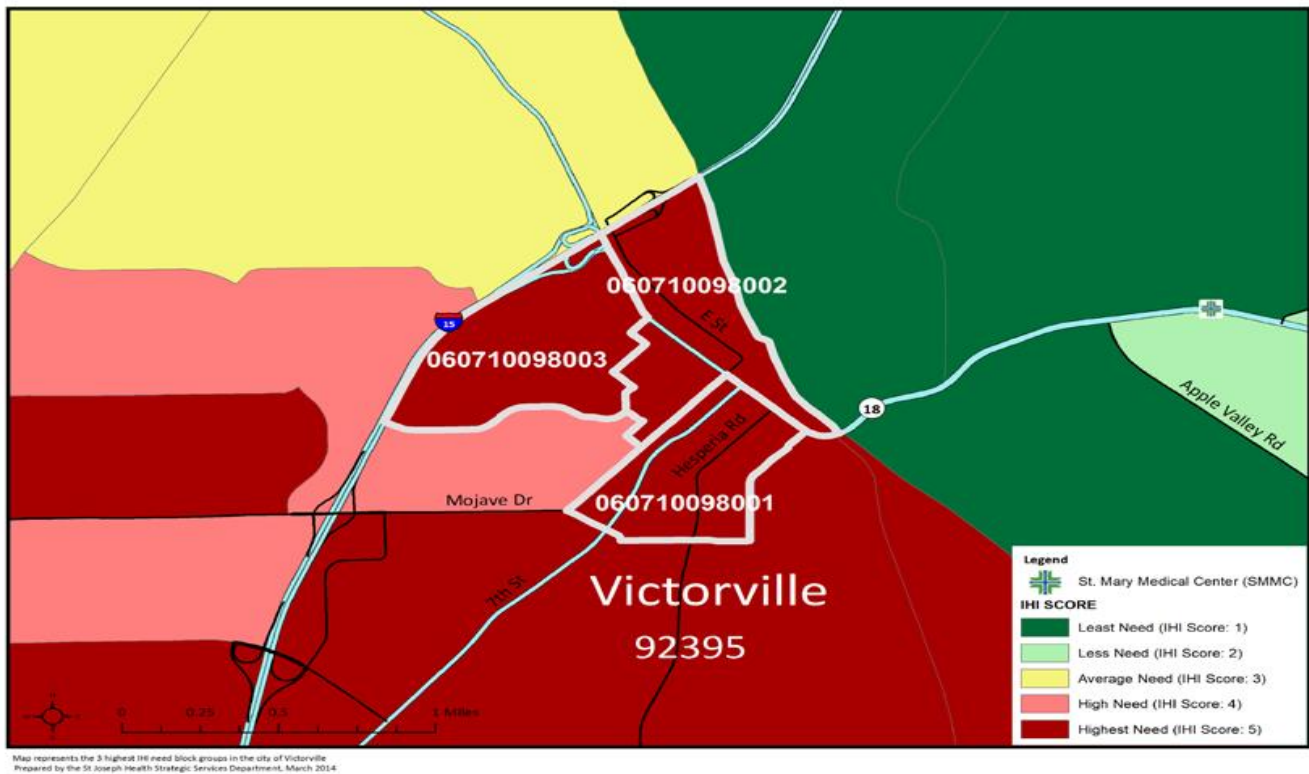 060710098002
E St
15
060710098003
18
Apple Valley Rd
Hesperia Rd
Mojave Dr
060710098001
7th St
Victorville
92395
0 0.25 0.5 1 Miles
Legend
St. Mary Medical Center (SMMC)
IHI SCORE
Least Need (IHI Score: 1)
Less Need (IHI Score: 2)
Average Need (IHI Score: 3)
High Need (IHI Score: 4)
Highest Need (IHI Score: 5)
Map represents the 3 highest IHI need block groups in the city of Victorville
Prepared by the St Joseph Health Strategic Services Department, March 2014